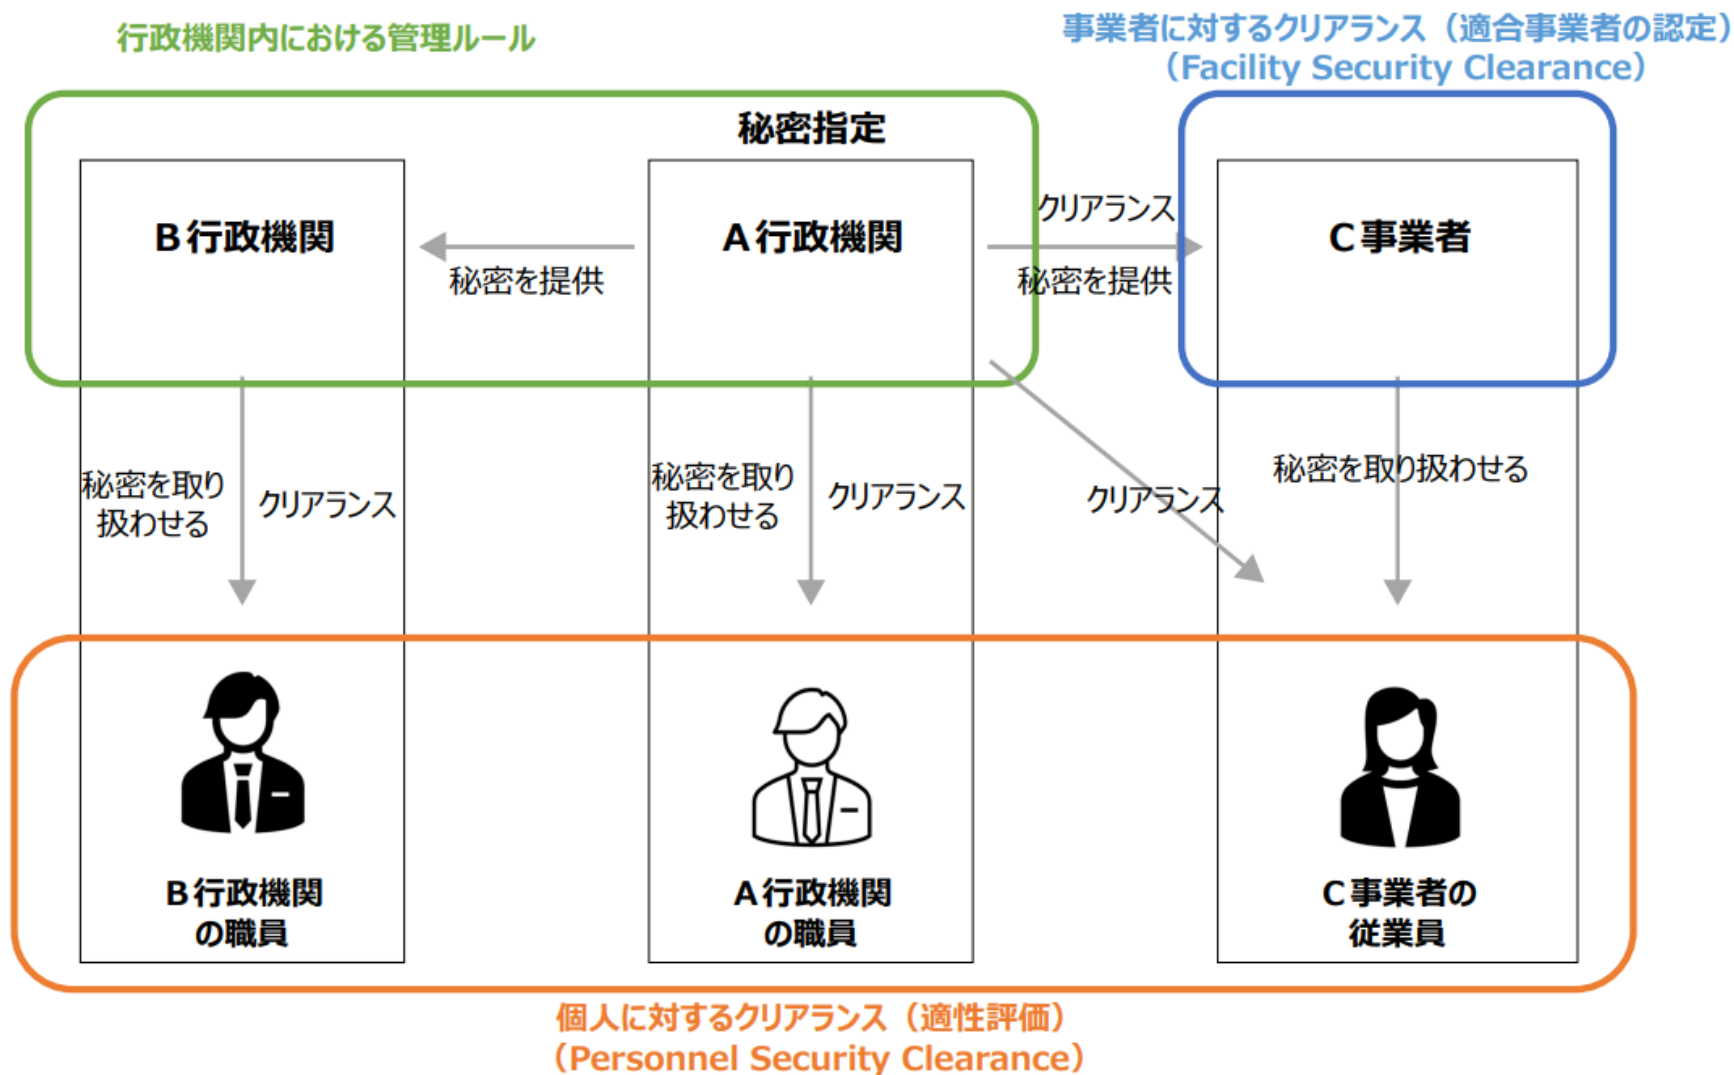 行政機関内における管理ルール
事業者に対するクリアランス（適合事業者の認定）
（Facility Security Clearance）
秘密指定
B行政機関
A行政機関
C事業者
秘密を提供
クリアランス
秘密を提供
秘密を取り
扱わせる
クリアランス
秘密を取り
扱わせる
クリアランス
クリアランス
秘密を取り扱わせる
B行政機関
の職員
A行政機関
の職員
C事業者の
従業員
個人に対するクリアランス（適性評価）
（Personnel Security Clearance）